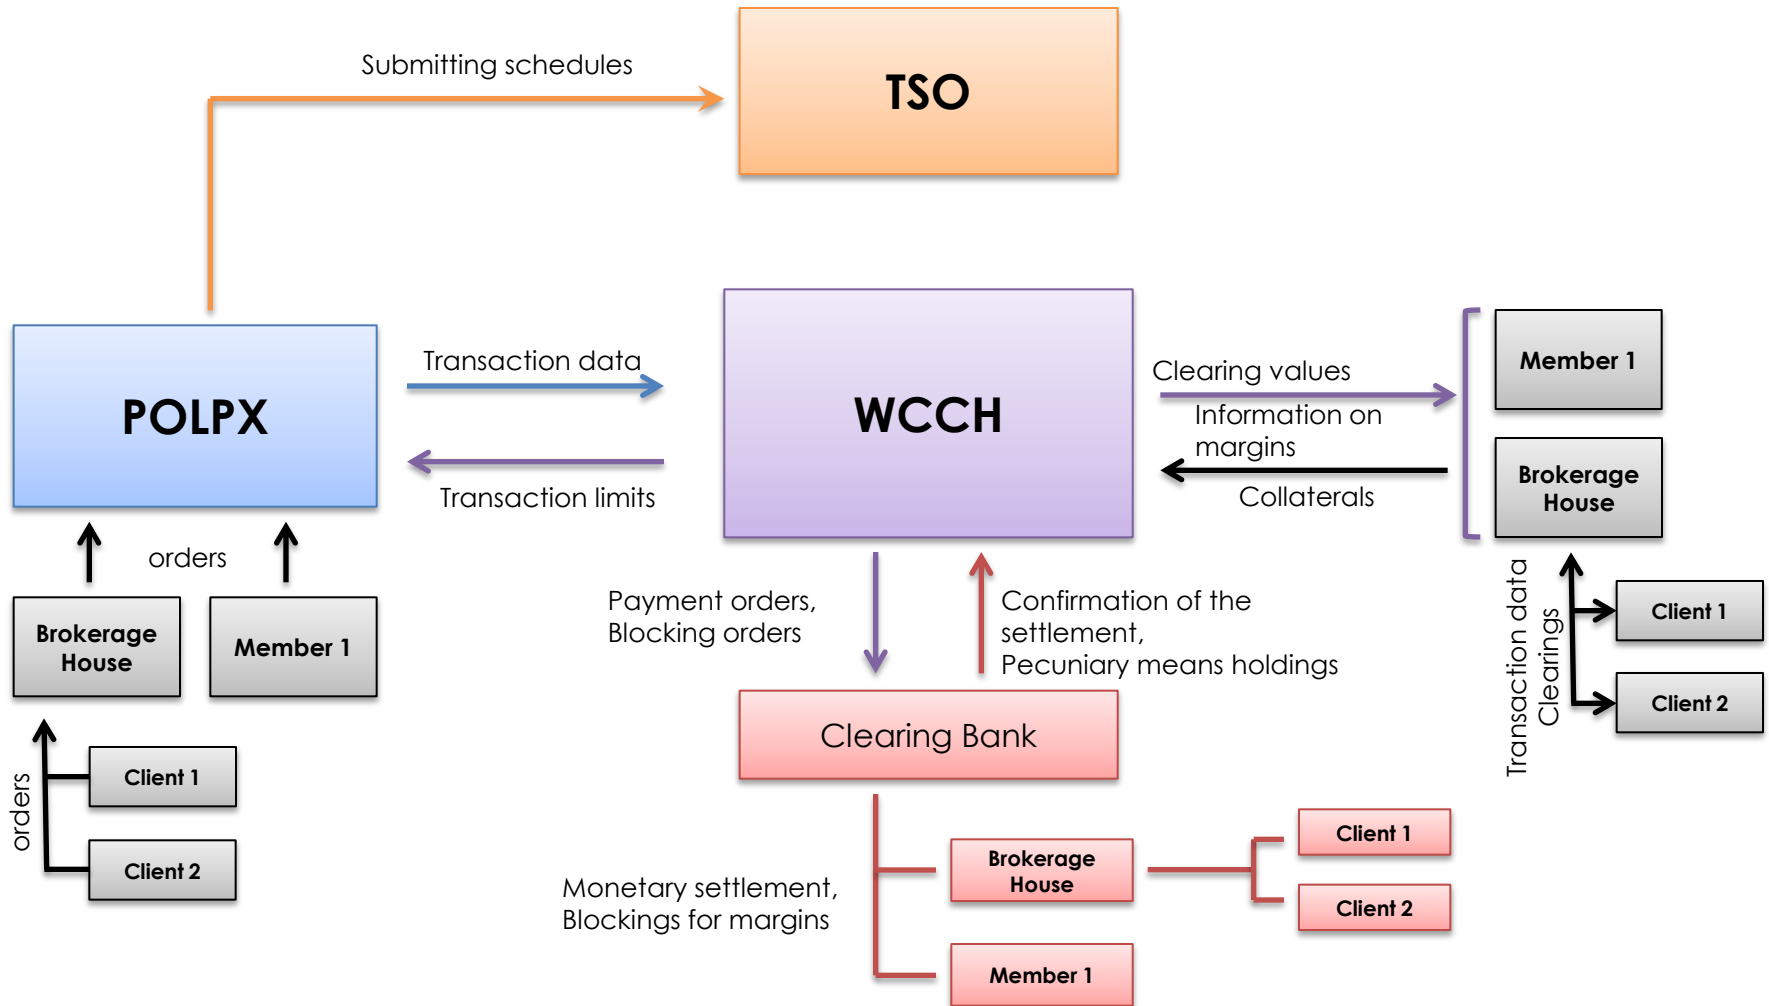 Submitting schedules
TSO
POLPX
Transaction data
Transaction limits
WCCH
Clearing values
Information on
margins
Collaterals
Member 1
Brokerage
House
orders
Brokerage
House
Member 1
orders
Client 1
Client 2
Payment orders,
Blocking orders
Confirmation of the
settlement,
Pecuniary means holdings
Transaction data
Clearings
Client 1
Client 2
Clearing Bank
Monetary settlement,
Blockings for margins
Brokerage
House
Client 1
Client 2
Member 1